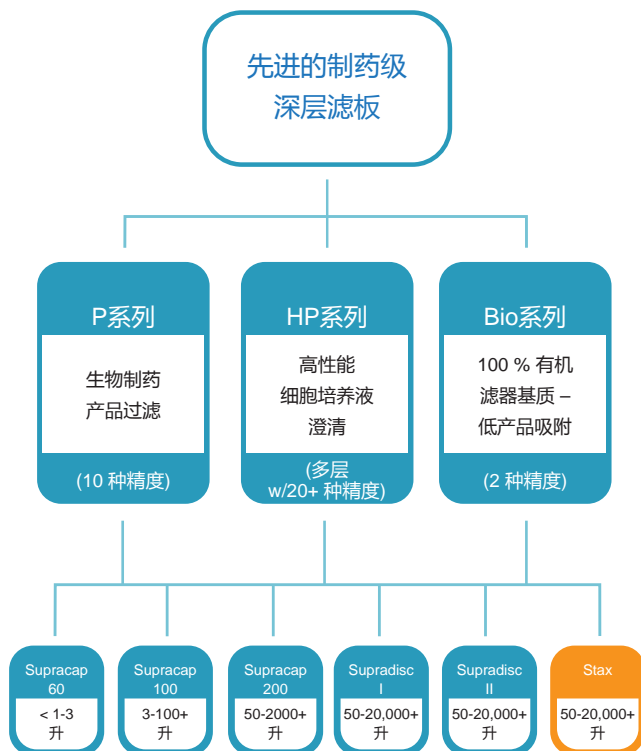 先进的制药级
深层滤板
P系列
生物制药
产品过滤
(10 种精度)
HP系列
高性能
细胞培养液
澄清
(多层
w/20+ 种精度)
Bio系列
100 % 有机
滤器基质 –
低产品吸附
(2 种精度)
Supracap
60
< 1-3
升
Supracap
100
3-100+
升
Supracap
200
50-2000+
升
Supradisc
I
50-20,000+
升
Supradisc
II
50-20,000+
升
Stax
50-20,000+
升